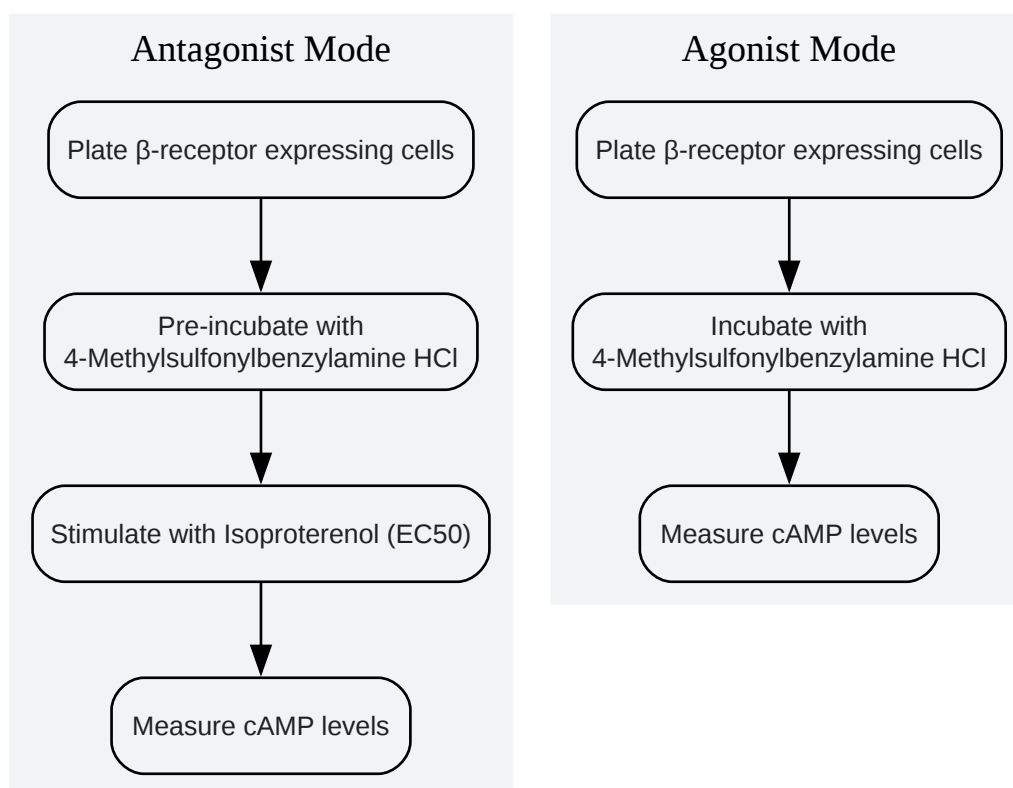 Antagonist Mode
Plate β-receptor expressing cells
Pre-incubate with
4-Methylsulfonylbenzylamine HCl
Stimulate with Isoproterenol (EC50)
Measure cAMP levels
Agonist Mode
Plate β-receptor expressing cells
Incubate with
4-Methylsulfonylbenzylamine HCl
Measure cAMP levels